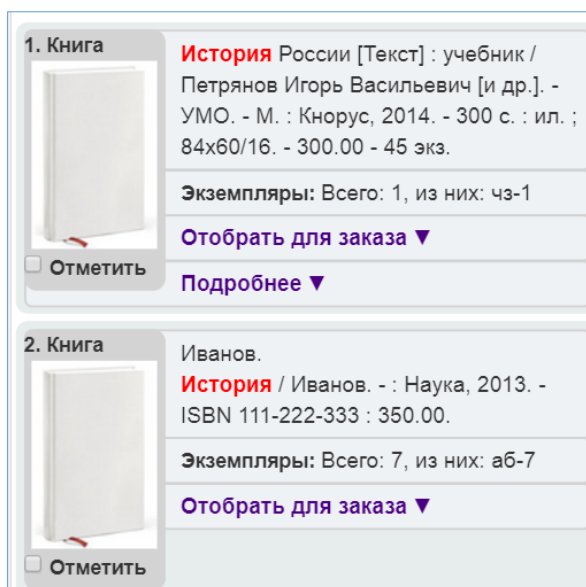 1. Книга
История России [Текст] : учебник /
Петрянов Игорь Васильевич [и др.]. -
УМО. - М. : Кнорус, 2014. - 300 с. : ил. ;
84x60/16. - 300.00 - 45 экз.
Экземпляры: Всего: 1, из них: чз-1
Отобрать для заказа ▼
Отметить
Подробнее ▼
2. Книга
Иванов.
История / Иванов. - : Наука, 2013. -
ISBN 111-222-333 : 350.00.
Экземпляры: Всего: 7, из них: аб-7
Отобрать для заказа ▼
Отметить